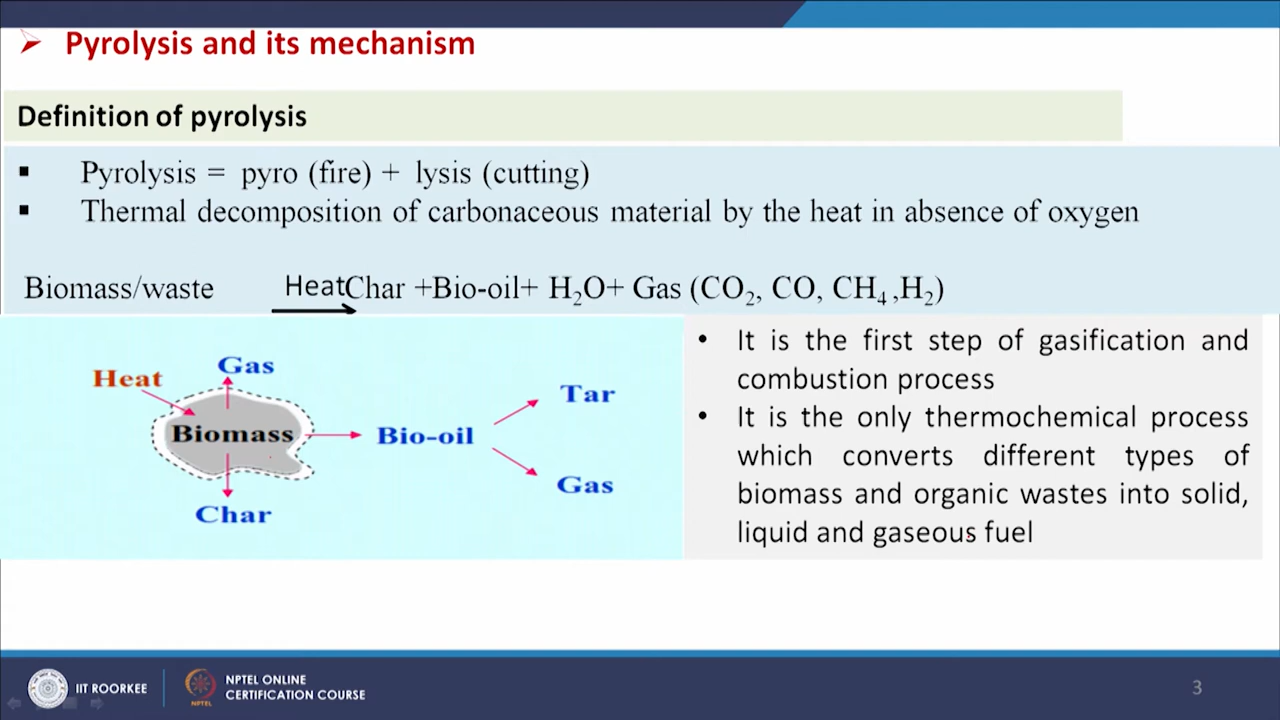 Pyrolysis and its mechanism
Definition of pyrolysis
▪ Pyrolysis = pyro (fire) + lysis (cutting)
▪ Thermal decomposition of carbonaceous material by the heat in absence of oxygen
Biomass/waste Heat Char +Bio-oil+ H₂O+ Gas (CO₂, CO, CH₄ ,H₂)
Heat
Gas
Biomass
Char
Bio-oil
Tar
Gas
• It is the first step of gasification and
combustion process
• It is the only thermochemical process
which converts different types of
biomass and organic wastes into solid,
liquid and gaseous fuel
IIT ROORKEE
NPTEL
NPTEL ONLINE
CERTIFICATION COURSE
3